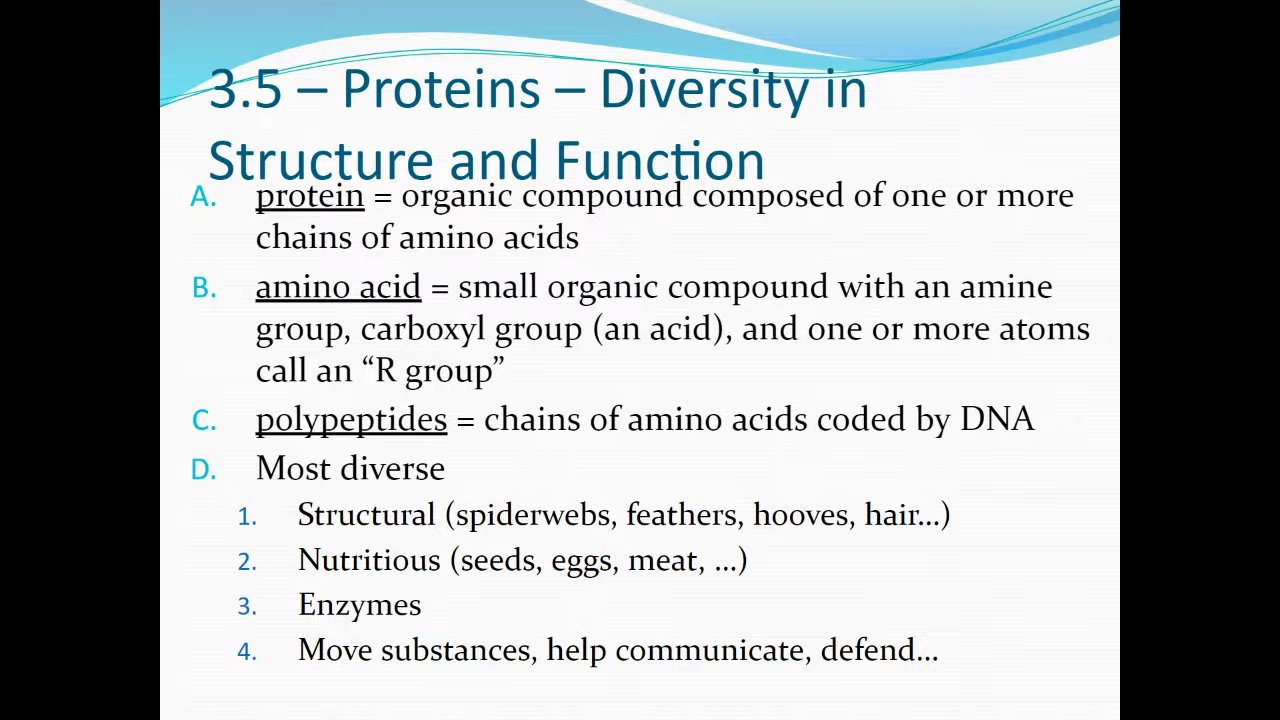 3.5 – Proteins – Diversity in
Structure and Function
A. protein = organic compound composed of one or more
chains of amino acids
B. amino acid = small organic compound with an amine
group, carboxyl group (an acid), and one or more atoms
call an “R group”
C. polypeptides = chains of amino acids coded by DNA
D. Most diverse
1. Structural (spiderwebs, feathers, hooves, hair…)
2. Nutritious (seeds, eggs, meat, …)
3. Enzymes
4. Move substances, help communicate, defend…